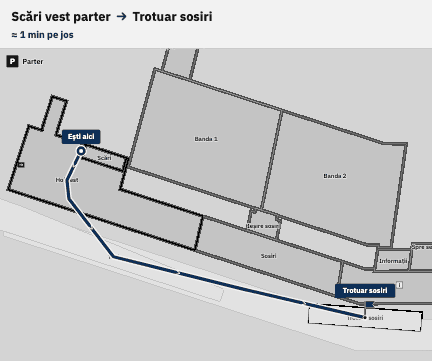 Scări vest parter → Trotuar sosiri
≈ 1 min pe jos
P Parter
Banda 1
Ești aici
Scări
Banda 2
Ieșire sosiri
Sosiri
Informații
Trotuar sosiri
i
sosiri